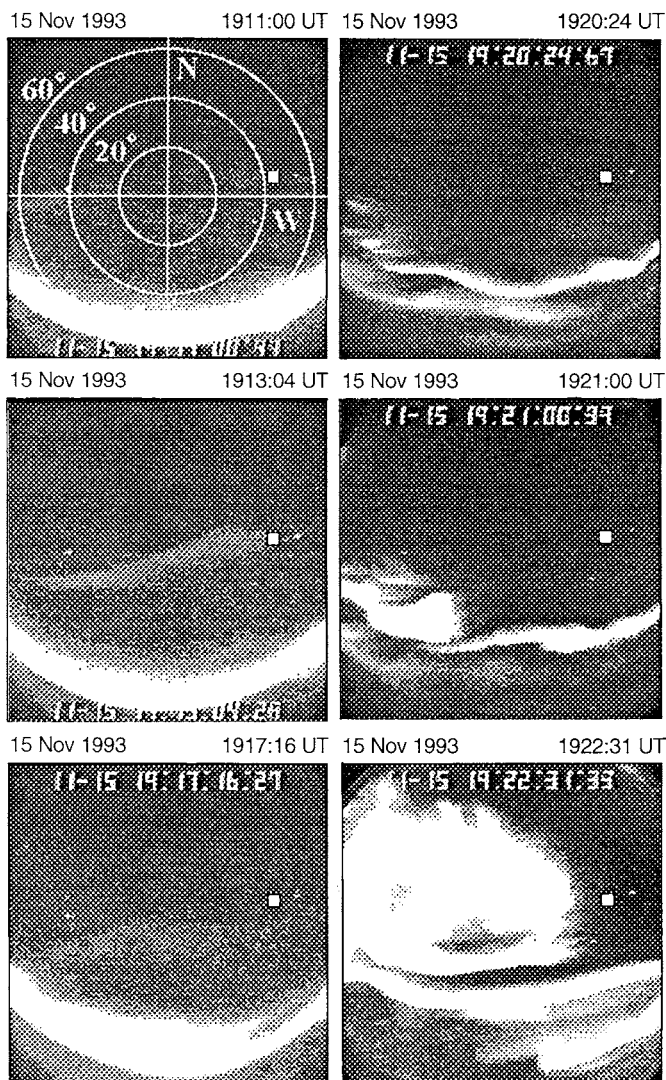 15 Nov 1993 1911:00 UT
N
60°
40°
20°
W
15 Nov 1993 1920:24 UT
11-15 19:20:24:67
15 Nov 1993 1913:04 UT
15 Nov 1993 1921:00 UT
11-15 19:21:00:39
15 Nov 1993 1917:16 UT
11-15 19:17:16:27
15 Nov 1993 1922:31 UT
1-15 19:22:31:33